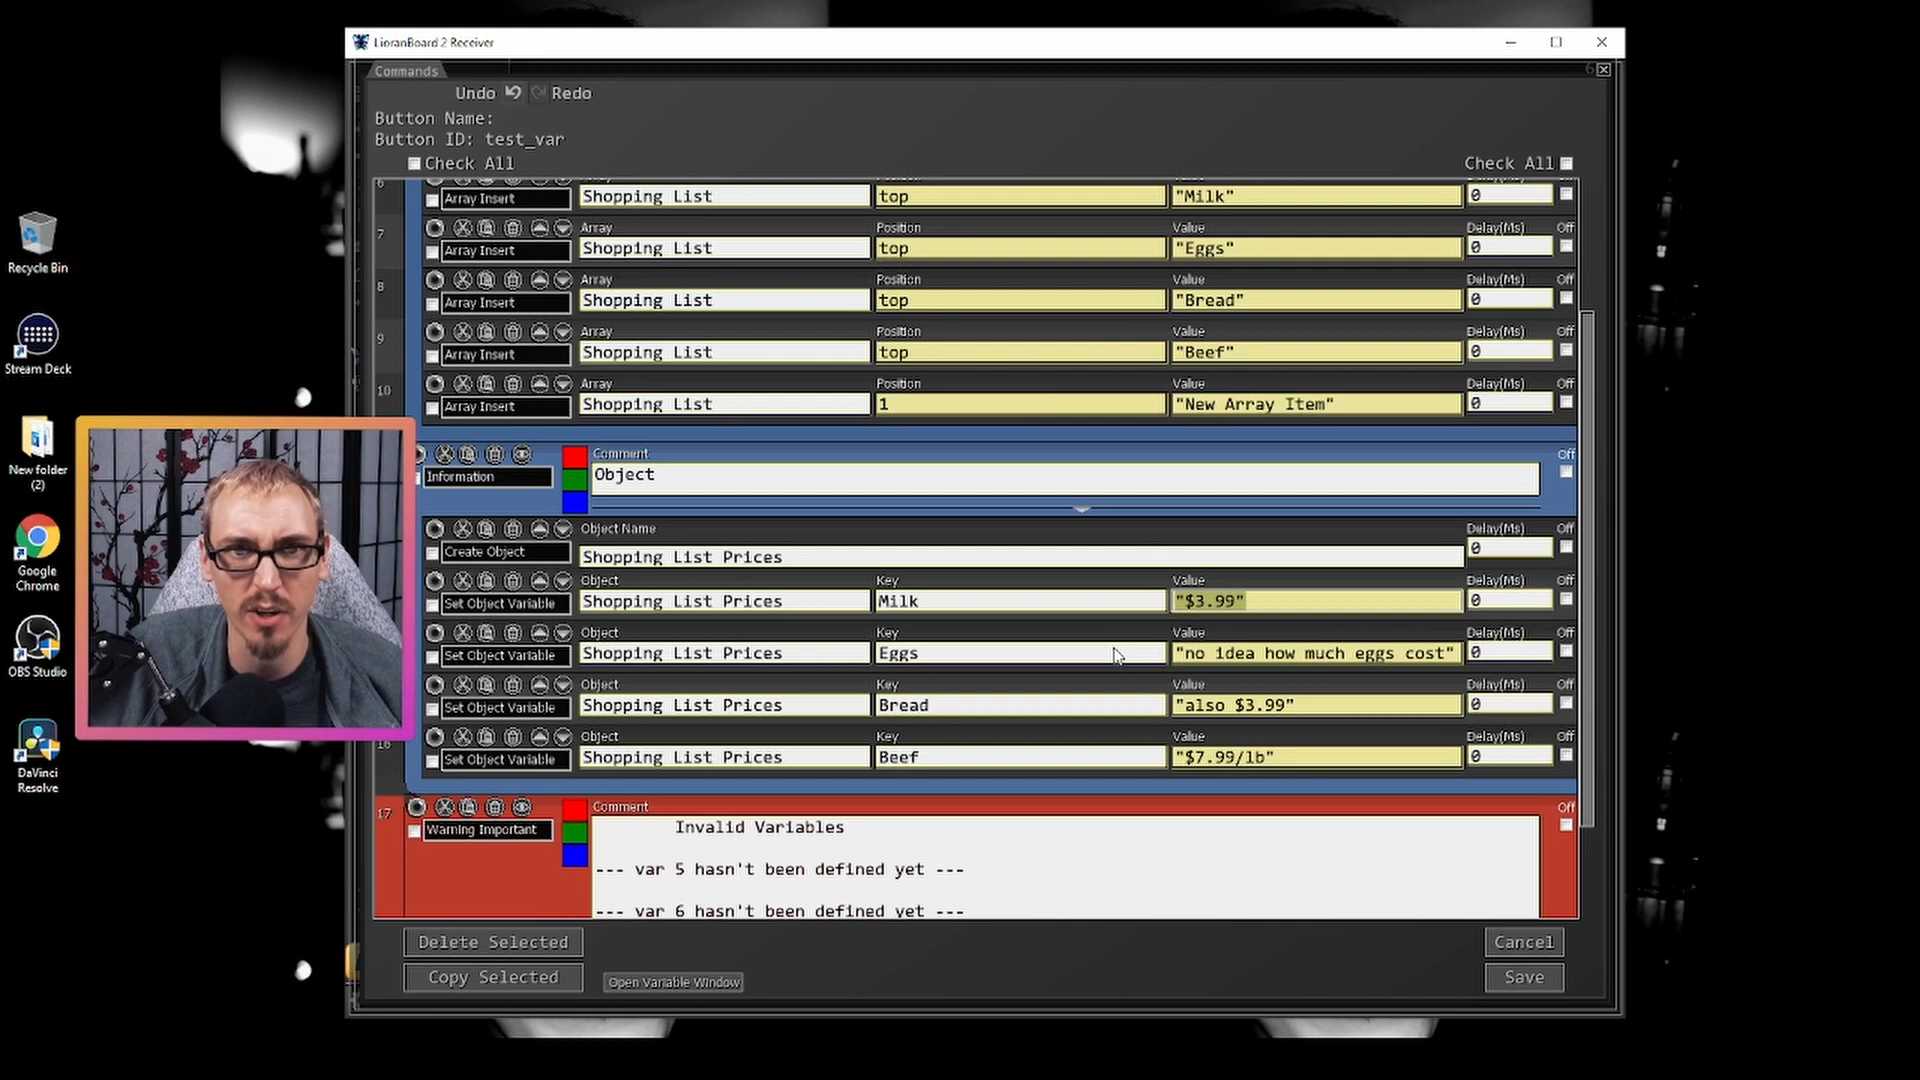 LioranBoard 2 Receiver
Commands
6
Undo Redo
Button Name:
Button ID: test_var
Check All Check All
6
Array Insert Shopping List top "Milk" 0
Array Position Value Delay(Ms) Off
7 Array Insert Shopping List top "Eggs" 0
Array Position Value Delay(Ms) Off
8 Array Insert Shopping List top "Bread" 0
Array Position Value Delay(Ms) Off
9 Array Insert Shopping List top "Beef" 0
Array Position Value Delay(Ms) Off
10 Array Insert Shopping List 1 "New Array Item" 0
Comment Off
Information Object
Object Name Delay(Ms) Off
Create Object Shopping List Prices 0
Object Key Value Delay(Ms) Off
Set Object Variable Shopping List Prices Milk "$3.99" 0
Object Key Value Delay(Ms) Off
Set Object Variable Shopping List Prices Eggs "no idea how much eggs cost" 0
Object Key Value Delay(Ms) Off
Set Object Variable Shopping List Prices Bread "also $3.99" 0
Object Key Value Delay(Ms) Off
16 Set Object Variable Shopping List Prices Beef "$7.99/lb" 0
17 Comment Off
Warning Important
Invalid Variables
--- var 5 hasn't been defined yet ---
--- var 6 hasn't been defined yet ---
Delete Selected Cancel
Copy Selected Open Variable Window Save
Recycle Bin
Stream Deck
New folder
(2)
Google
Chrome
OBS Studio
DaVinci
Resolve